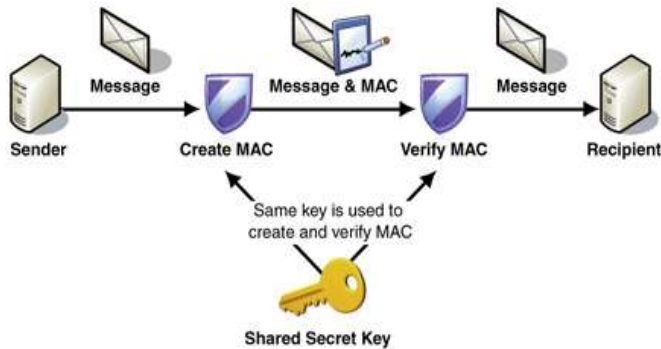 Message
Message & MAC
Message
Sender
Create MAC
Verify MAC
Recipient
Same key is used to
create and verify MAC
Shared Secret Key